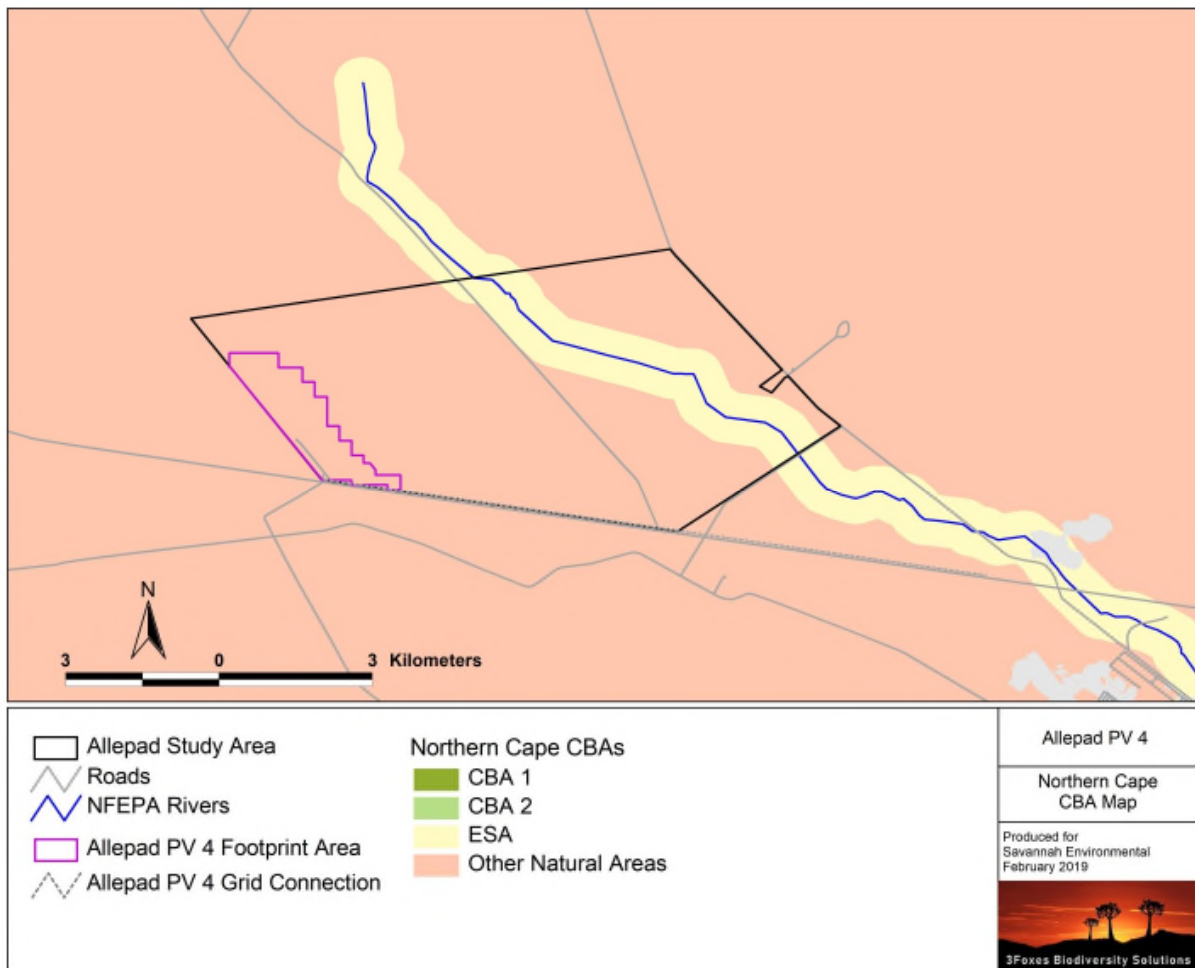 N
3 0 3 Kilometers
Allepad Study Area
Roads
NFEPA Rivers
Allepad PV 4 Footprint Area
Allepad PV 4 Grid Connection
Northern Cape CBAs
CBA 1
CBA 2
ESA
Other Natural Areas
Allepad PV 4
Northern Cape
CBA Map
Produced for
Savannah Environmental
February 2019
3Foxes Biodiversity Solutions